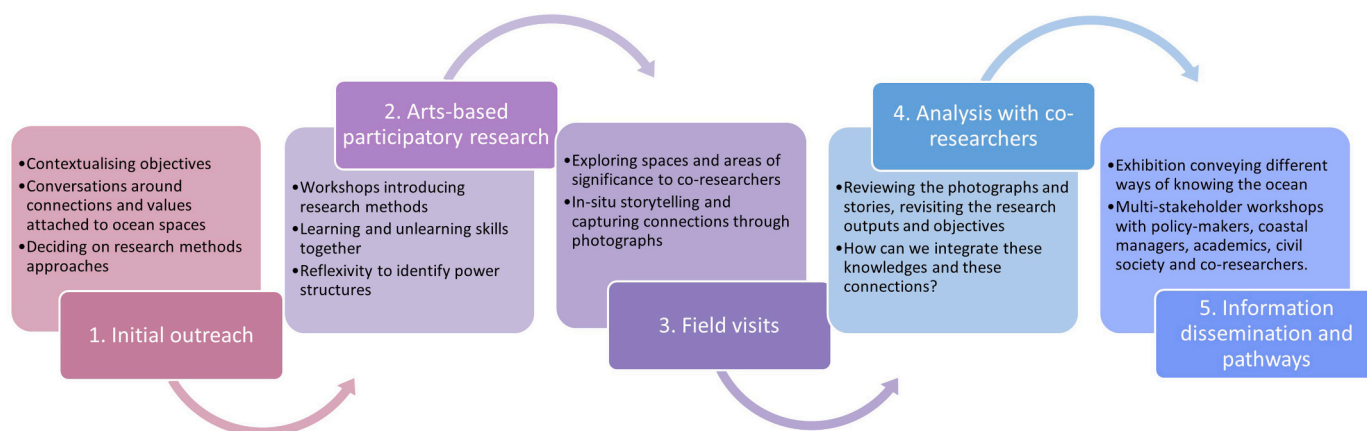 •Contextualising objectives
•Conversations around
connections and values
attached to ocean spaces
•Deciding on research methods
approaches
1. Initial outreach
2. Arts-based
participatory research
•Workshops introducing
research methods
•Learning and unlearning skills
together
•Reflexivity to identify power
structures
•Exploring spaces and areas of
significance to co-researchers
•In-situ storytelling and
capturing connections through
photographs
3. Field visits
4. Analysis with co-
researchers
•Reviewing the photographs and
stories, revisiting the research
outputs and objectives
•How can we integrate these
knowledges and these
connections?
•Exhibition conveying different
ways of knowing the ocean
•Multi-stakeholder workshops
with policy-makers, coastal
managers, academics, civil
society and co-researchers.
5. Information
dissemination and
pathways